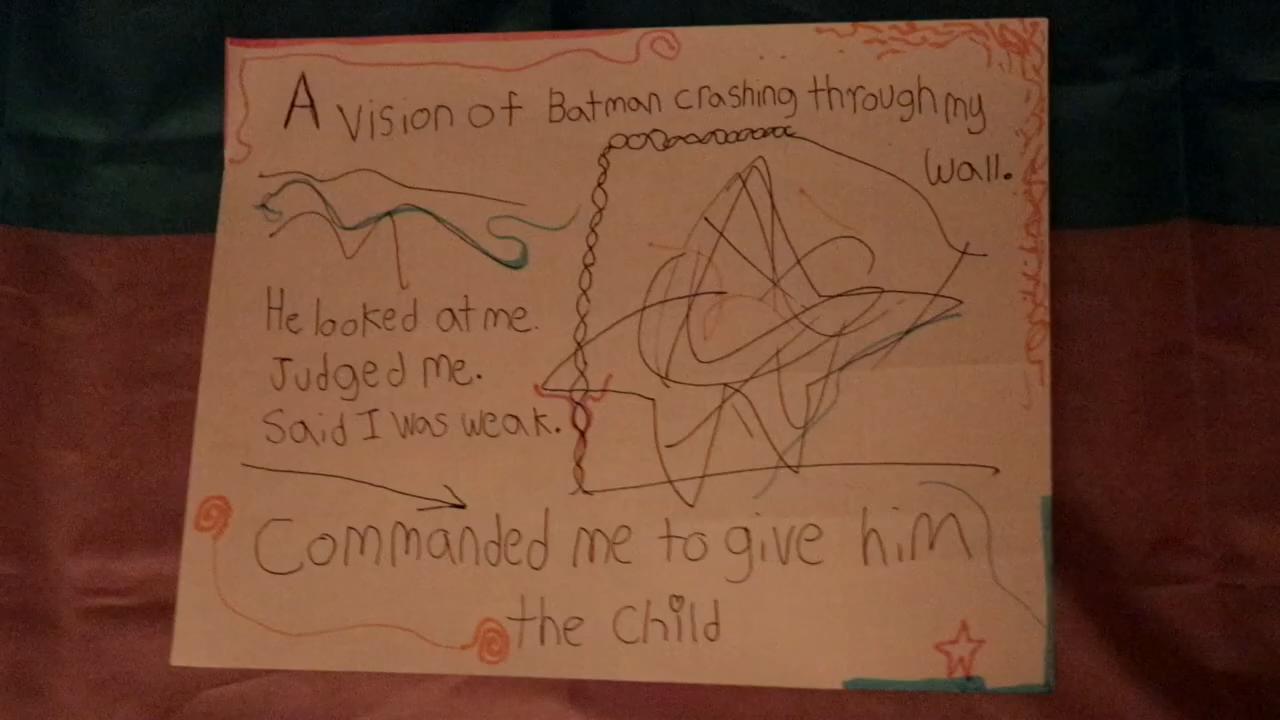 A vision of Batman crashing through my
wall.
He looked at me.
Judged me.
Said I was weak.
Commanded me to give him
the child